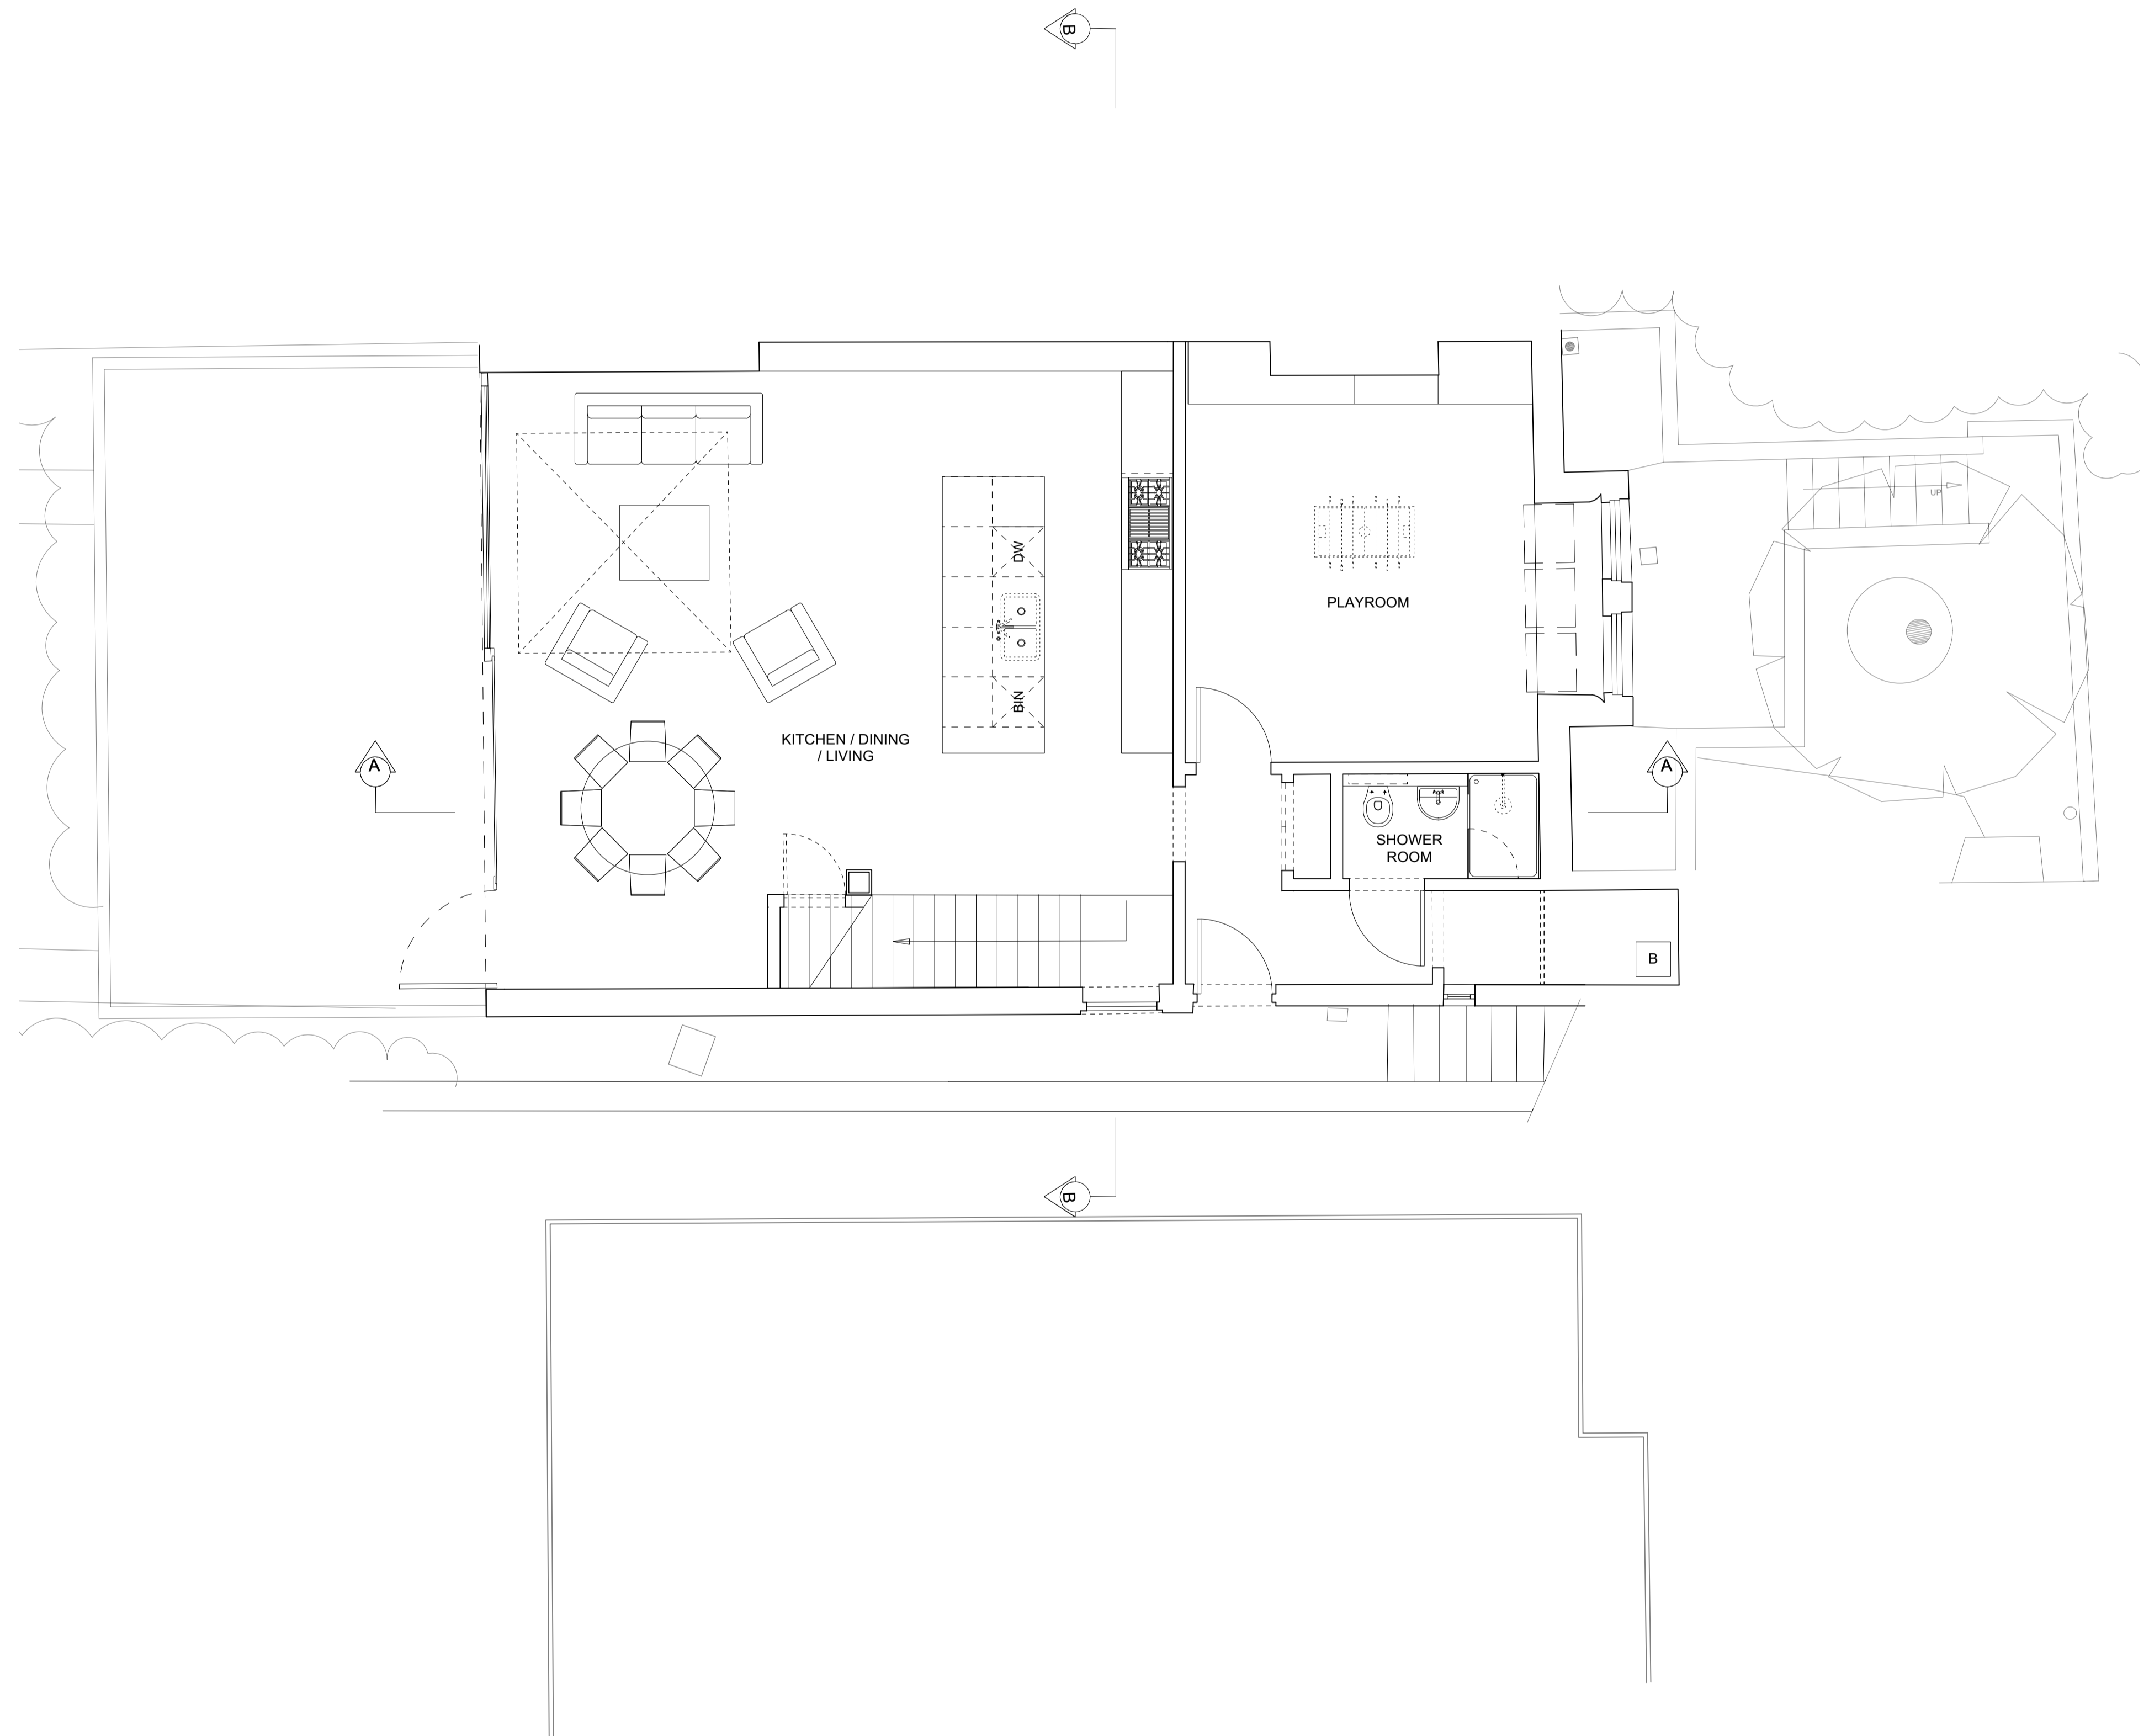 B
UP
DW
PLAYROOM
BIN
KITCHEN / DINING
/ LIVING
A
A
SHOWER
ROOM
B
B